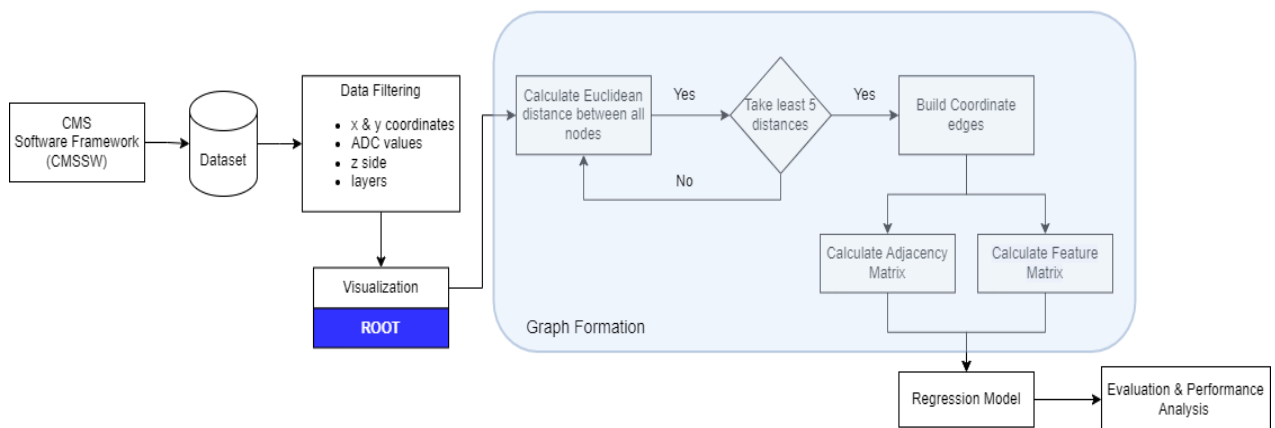 CMS
Software Framework
(CMSSW)
Dataset
Data Filtering
x & y coordinates
ADC values
z side
layers
Visualization
ROOT
Calculate Euclidean
distance between all
nodes
Yes
Take least 5
distances
No
Yes
Build Coordinate
edges
Calculate Adjacency
Matrix
Calculate Feature
Matrix
Graph Formation
Regression Model
Evaluation & Performance
Analysis